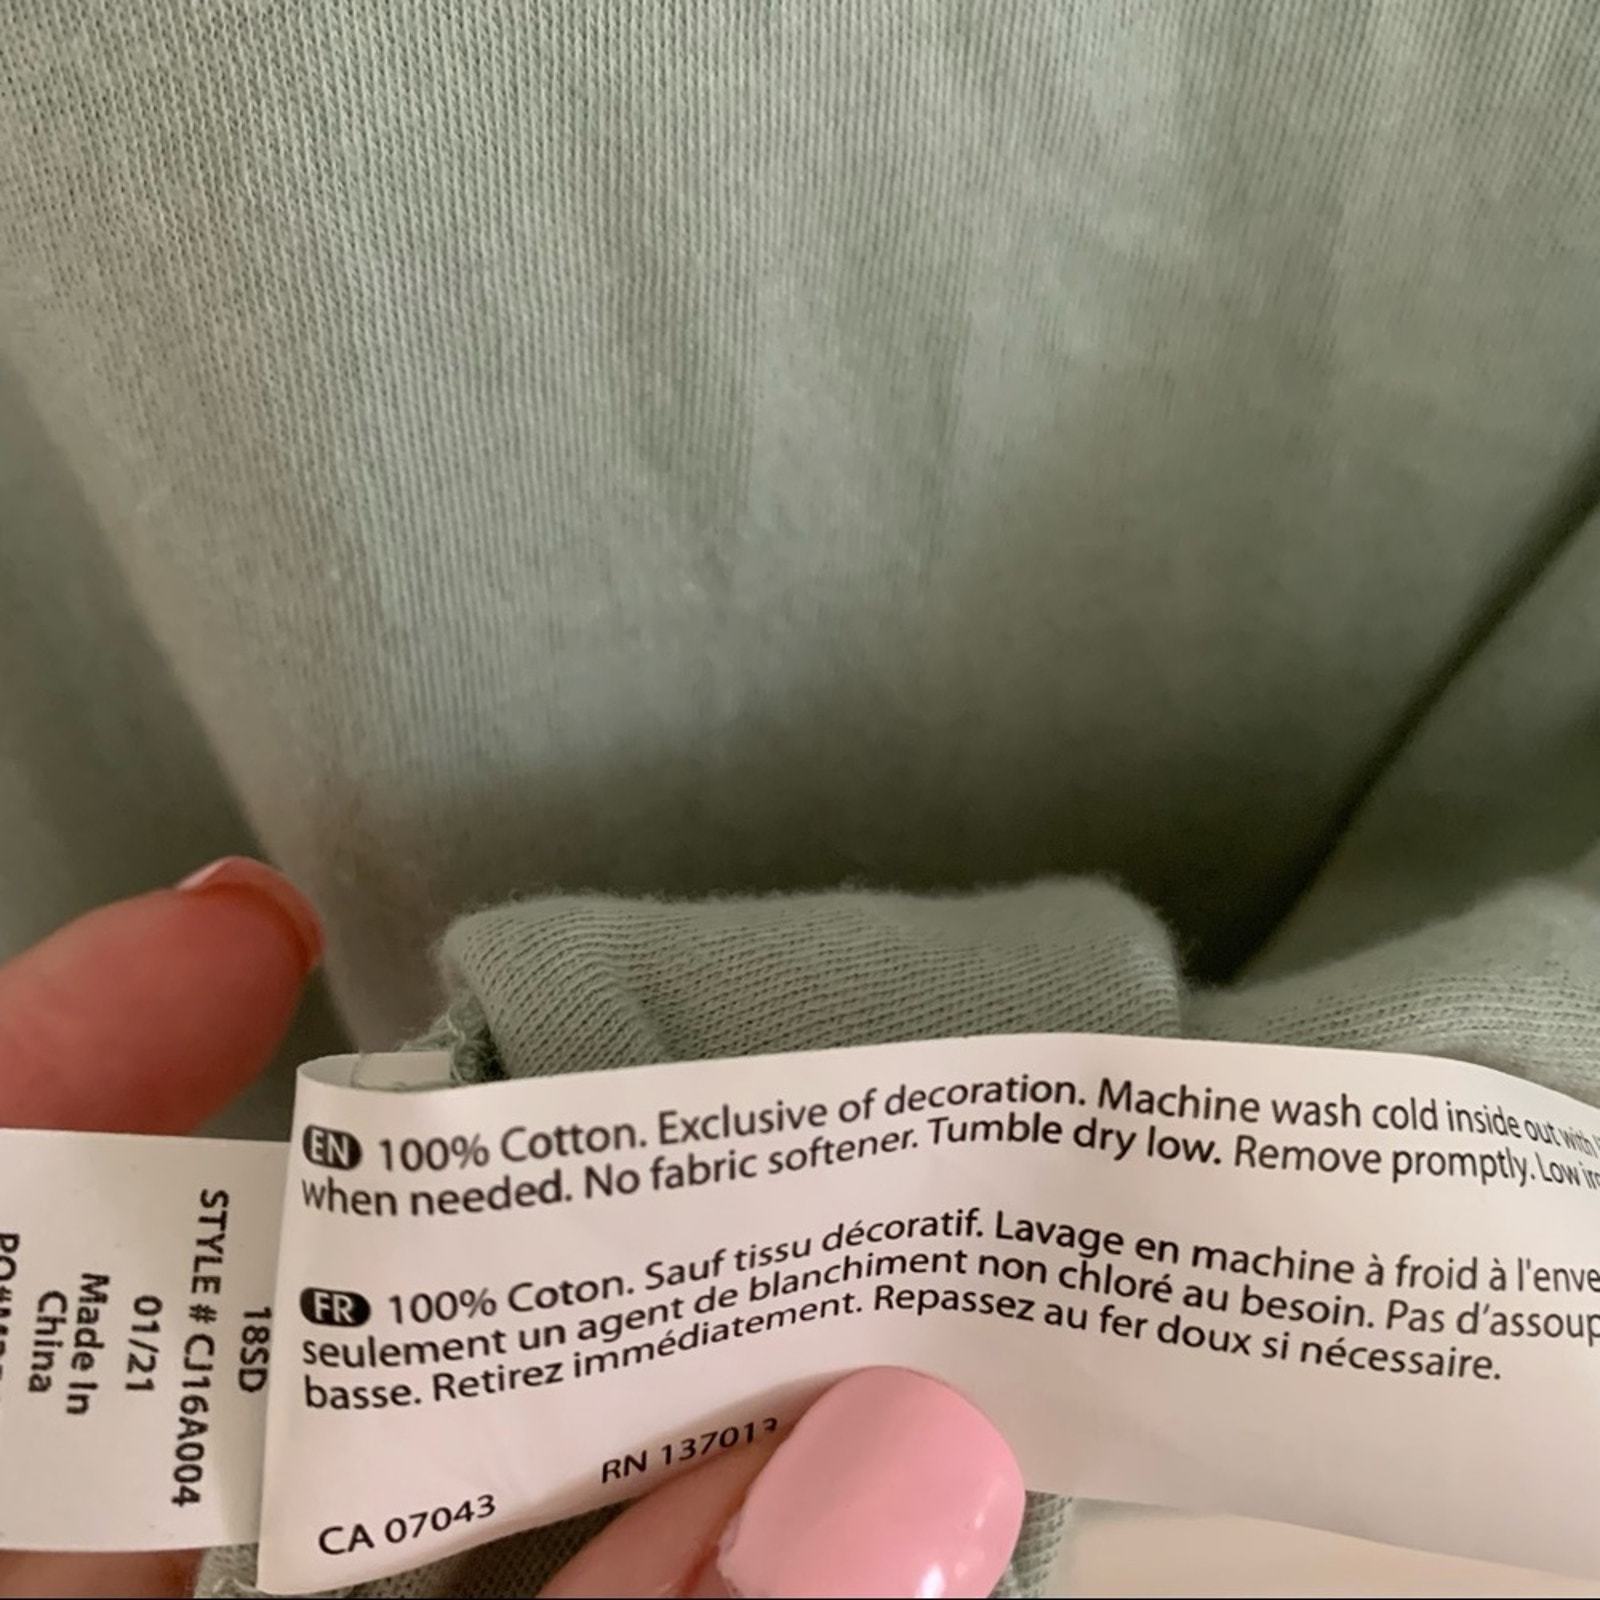 EN 100% Cotton. Exclusive of decoration. Machine wash cold inside out with
when needed. No fabric softener. Tumble dry low. Remove promptly. Low
FR 100% Coton. Sauf tissu décoratif. Lavage en machine à froid à
seulement un agent de blanchiment non chloré au besoin. Pas
basse. Retirez immédiatement. Repassez au fer doux si nécessaire.
RN
CA 07043
18SD
STYLE # CJ16A004
01/21
Made In
China